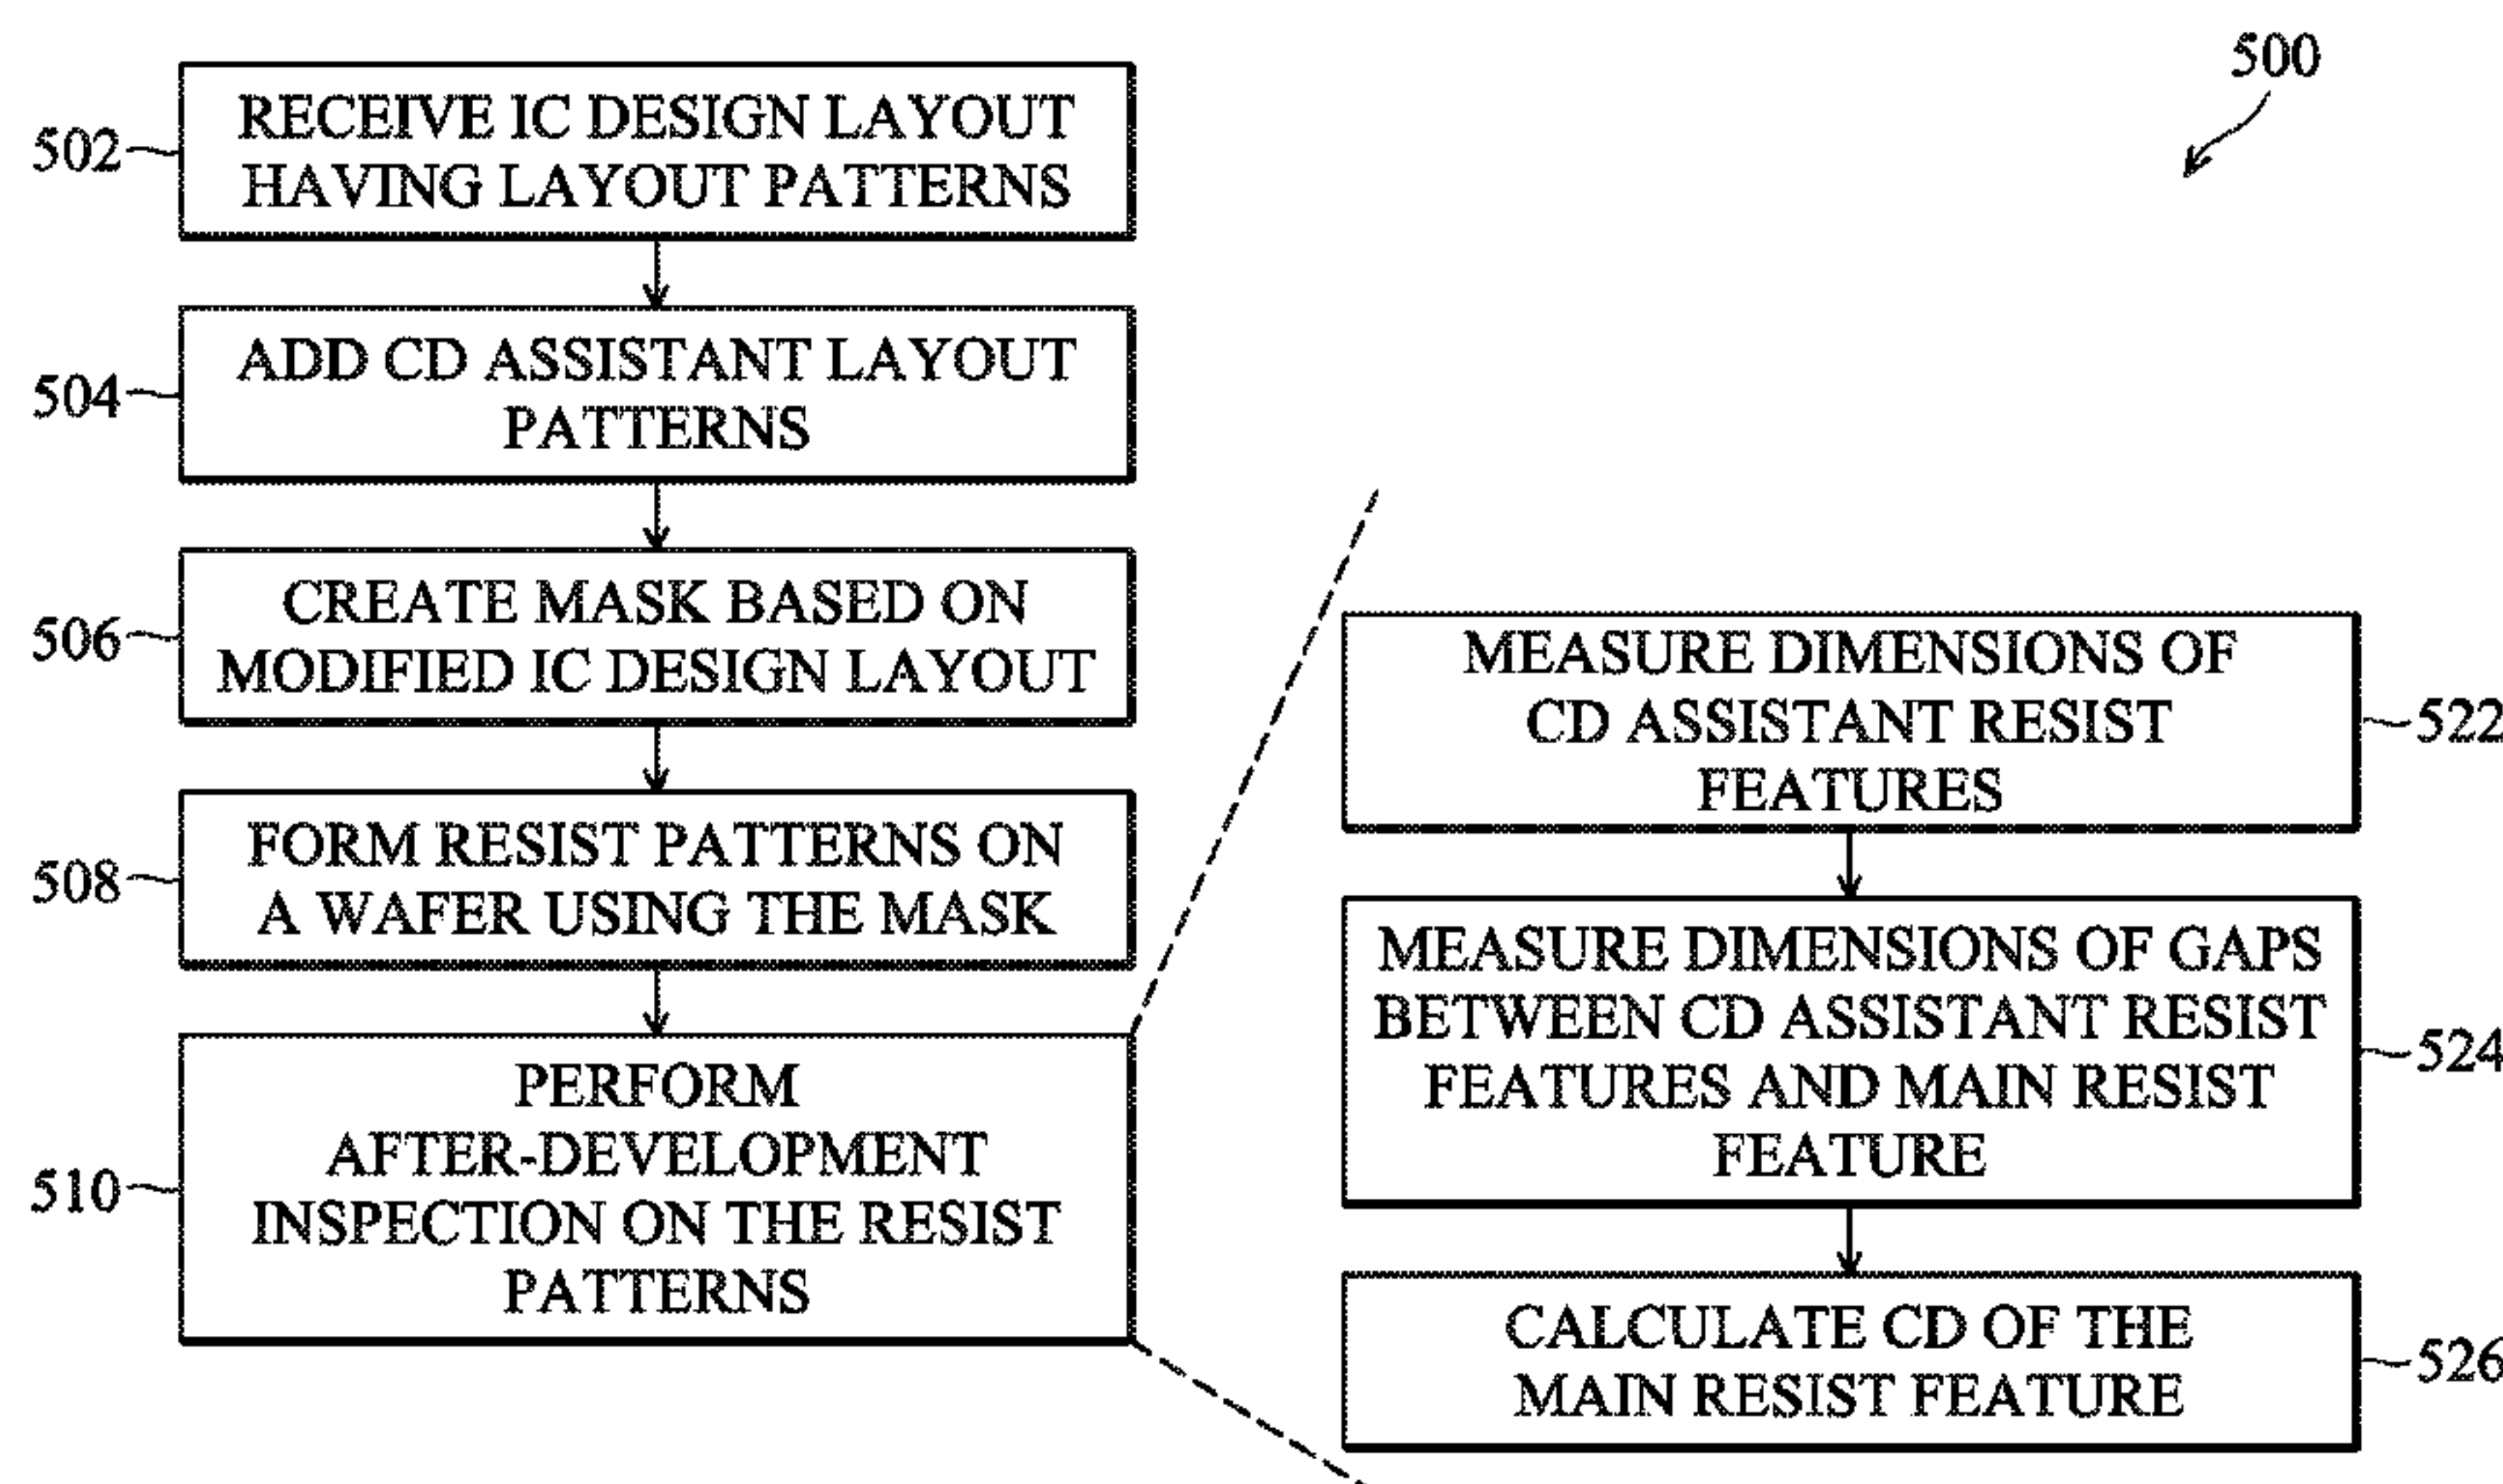 500
502
RECEIVE IC DESIGN LAYOUT
HAVING LAYOUT PATTERNS
504
ADD CD ASSISTANT LAYOUT
PATTERNS
506
CREATE MASK BASED ON
MODIFIED IC DESIGN LAYOUT
508
FORM RESIST PATTERNS ON
A WAFER USING THE MASK
510
PERFORM
AFTER-DEVELOPMENT
INSPECTION ON THE RESIST
PATTERNS
MEASURE DIMENSIONS OF
CD ASSISTANT RESIST
FEATURES
522
MEASURE DIMENSIONS OF GAPS
BETWEEN CD ASSISTANT RESIST
FEATURES AND MAIN RESIST
FEATURE
524
CALCULATE CD OF THE
MAIN RESIST FEATURE
526